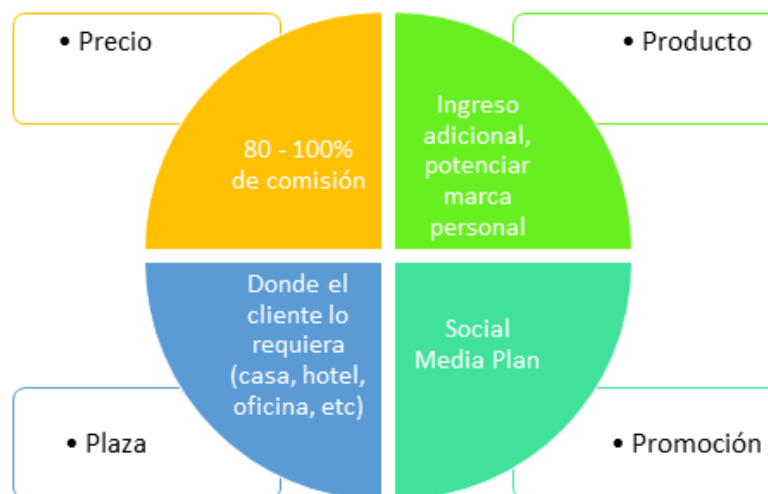 • Precio
• Producto
80 - 100%
de comisión
Ingreso
adicional,
potenciar
marca
personal
Donde el
cliente lo
requiera
(casa, hotel,
oficina, etc)
Social
Media Plan
• Plaza
• Promoción